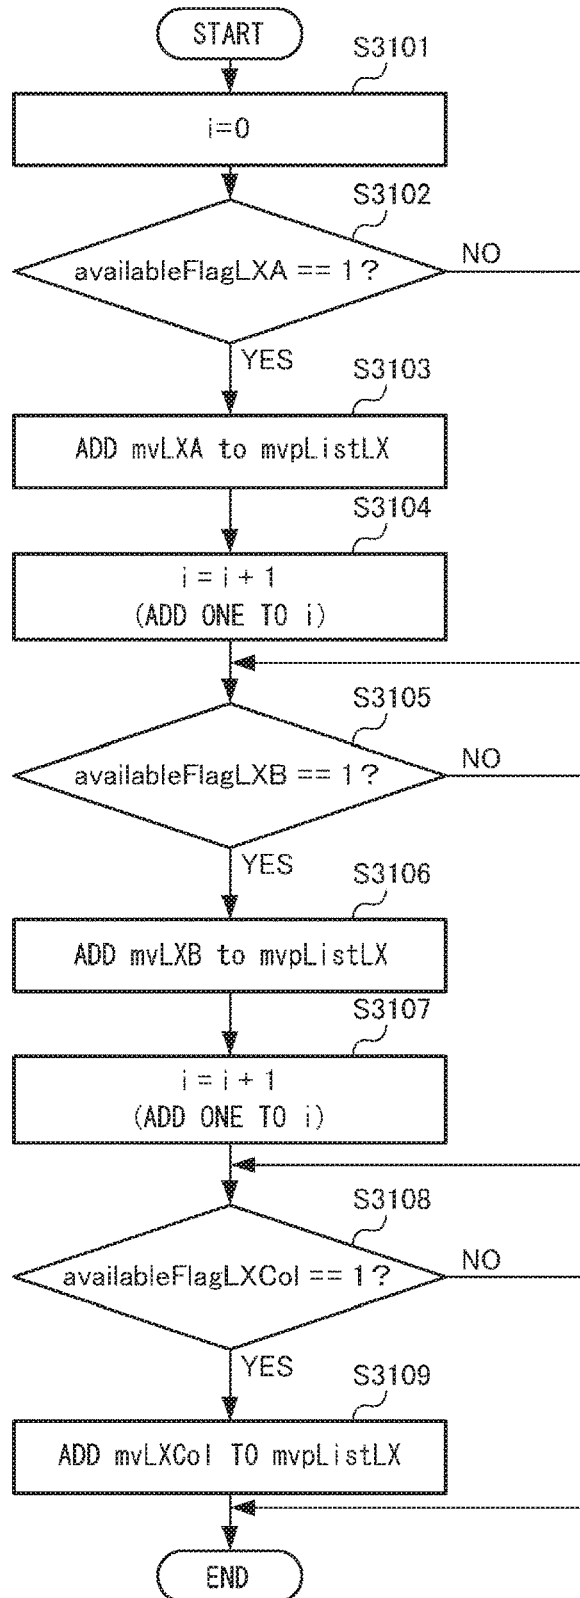 START
S3101
i=0
S3102
availableFlagLXA == 1?
NO
YES
S3103
ADD mvLXA to mvpListLX
S3104
i = i + 1
(ADD ONE TO i)
S3105
availableFlagLXB == 1?
NO
YES
S3106
ADD mvLXB to mvpListLX
S3107
i = i + 1
(ADD ONE TO i)
S3108
availableFlagLXCol == 1?
NO
YES
S3109
ADD mvLXCol TO mvpListLX
END